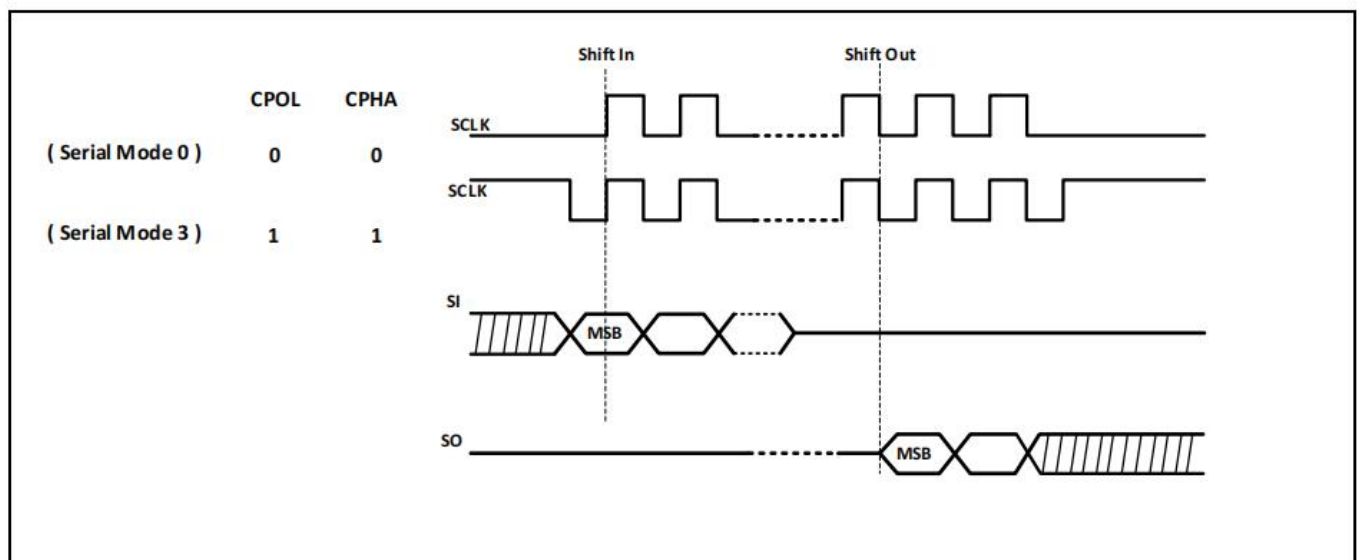 Shift In Shift Out
CPOL CPHA
SCLK
( Serial Mode 0 ) 0 0
SCLK
( Serial Mode 3 ) 1 1
SI
MSB
SO
MSB